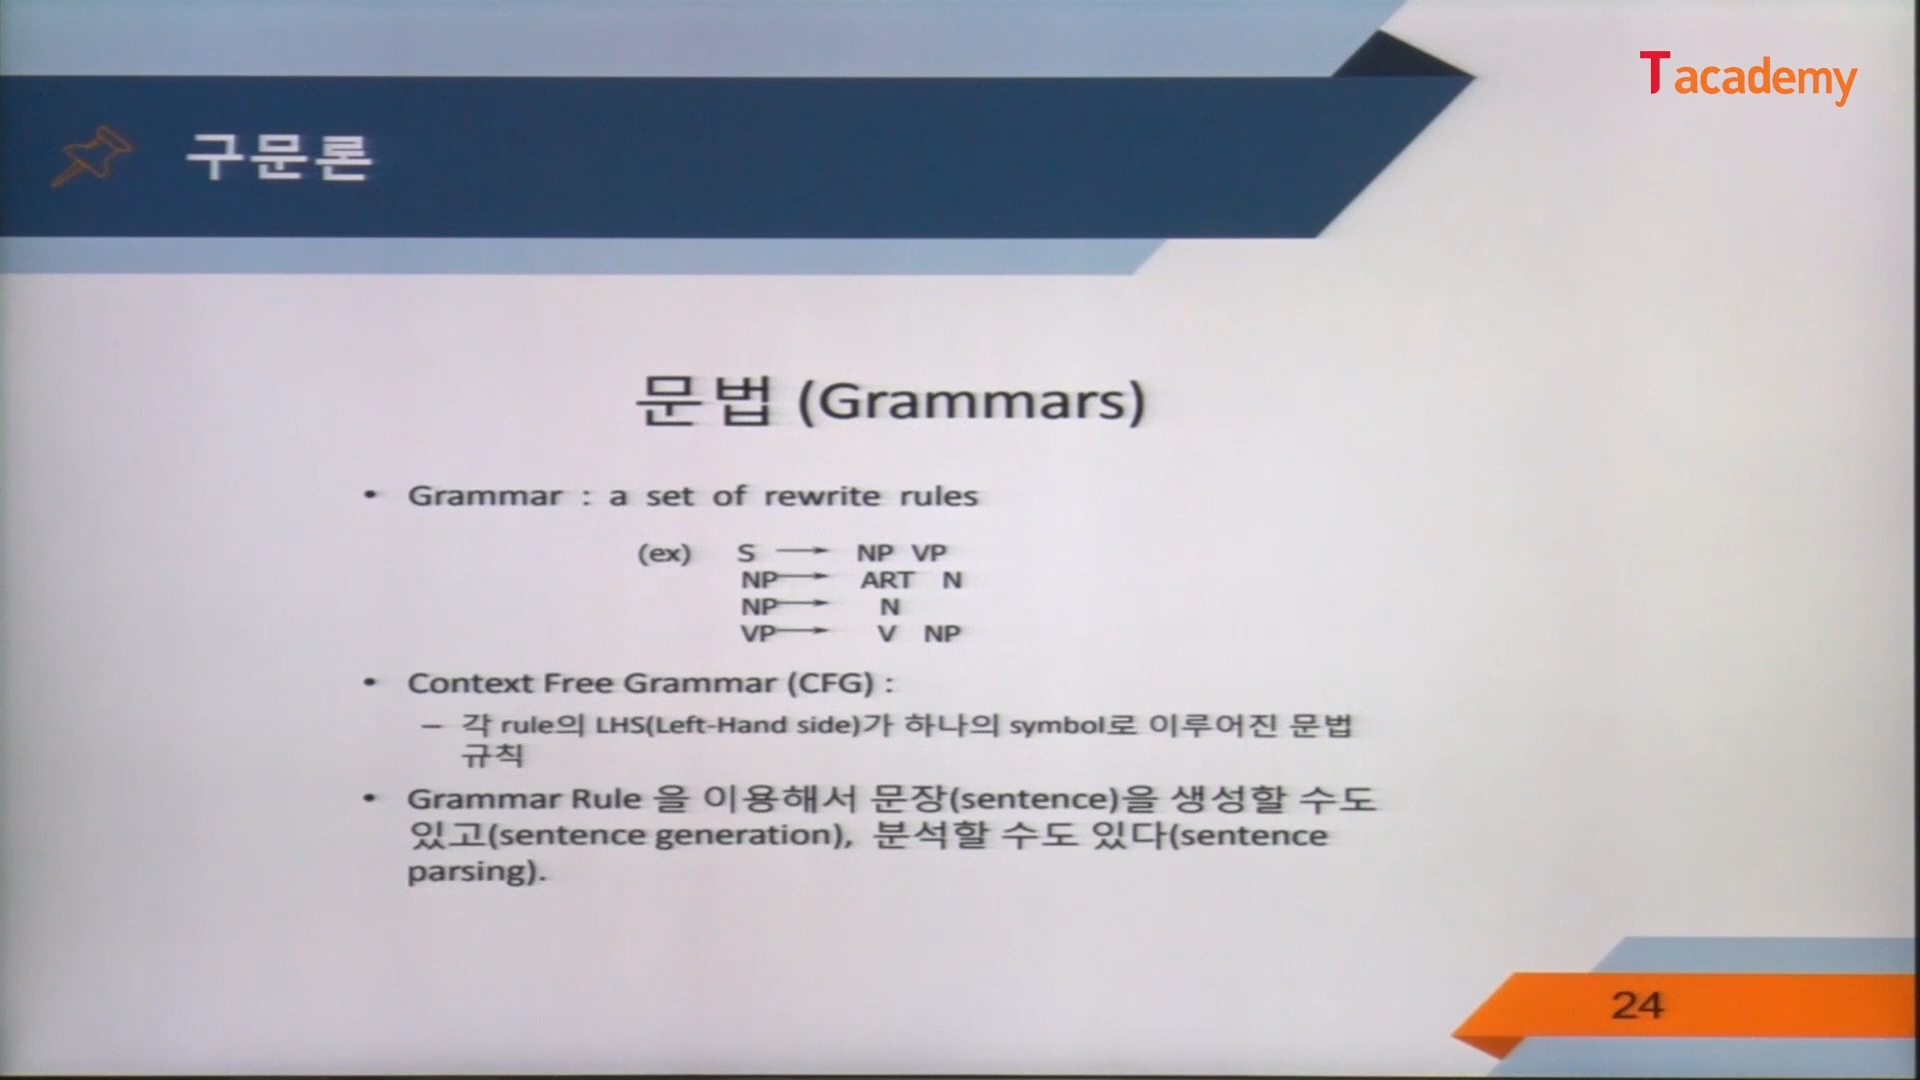 T academy
구문론
문법 (Grammars)
• Grammar : a set of rewrite rules
(ex) S → NP VP
NP → ART N
NP → N
VP → V NP
• Context Free Grammar (CFG) :
– 각 rule의 LHS(Left-Hand side)가 하나의 symbol로 이루어진 문법
규칙
• Grammar Rule 을 이용해서 문장(sentence)을 생성할 수도
있고(sentence generation), 분석할 수도 있다(sentence
parsing).
24